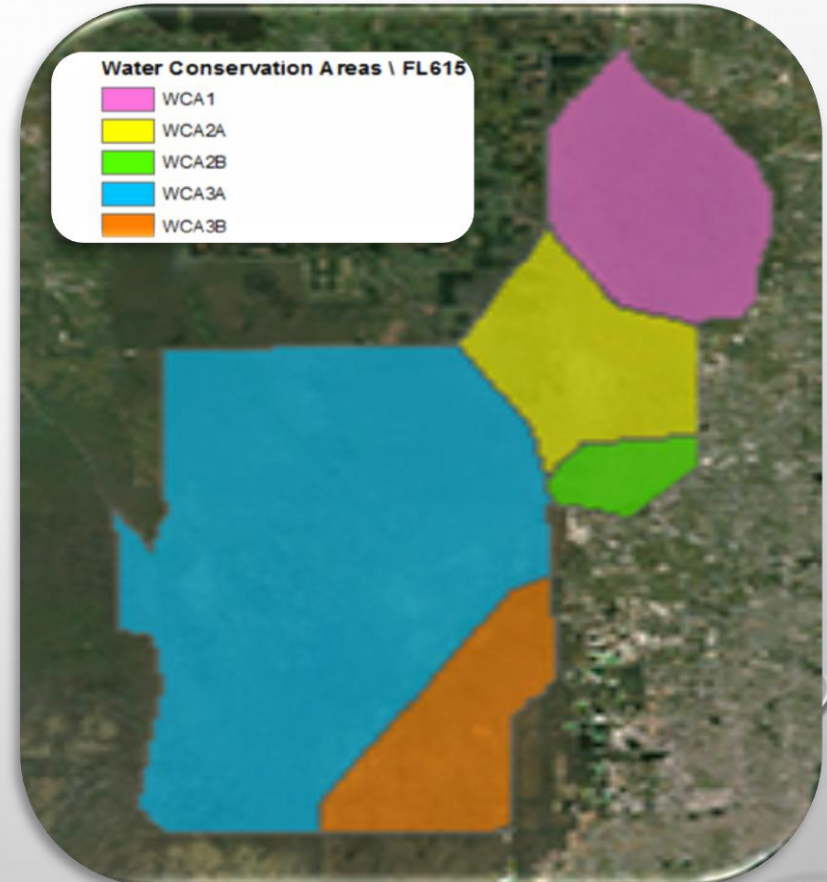 Water Conservation Areas \ FL615
WCA1
WCA2A
WCA2B
WCA3A
WCA3B